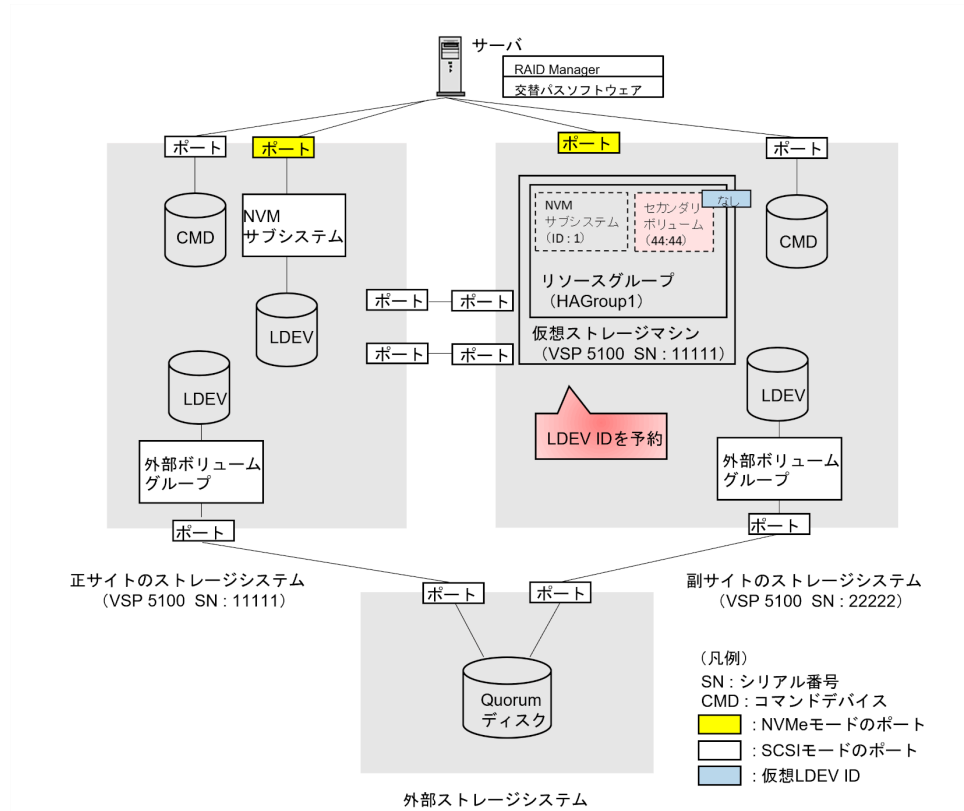 サーバ
RAID Manager
交替パスソフトウェア
ポート
ポート
ポート
ポート
CMD
NVM
サブシステム
LDEV
LDEV
外部ボリューム
グループ
ポート
ポート
ポート
ポート
ポート
NVM
サブシステム
(ID : 1)
セカンダリ
ボリューム
(44:44)
なし
リソースグループ
(HAGroup1)
仮想ストレージマシン
(VSP 5100 SN : 11111)
LDEV IDを予約
CMD
LDEV
外部ボリューム
グループ
ポート
正サイトのストレージシステム
(VSP 5100 SN : 11111)
副サイトのストレージシステム
(VSP 5100 SN : 22222)
ポート
ポート
Quorum
ディスク
外部ストレージシステム
(凡例)
SN : シリアル番号
CMD : コマンドデバイス
: NVMeモードのポート
: SCSIモードのポート
: 仮想LDEV ID